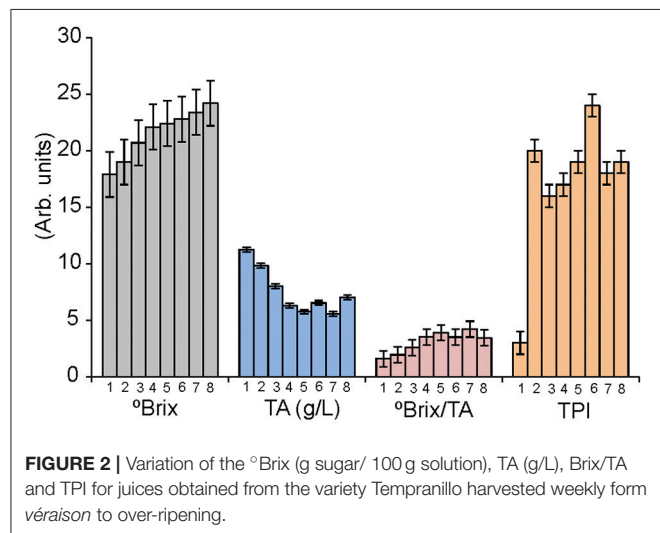 30
25
20
15
10
5
0
(Arb. units)
1 2 3 4 5 6 7 8
1 2 3 4 5 6 7 8
1 2 3 4 5 6 7 8
1 2 3 4 5 6 7 8
ºBrix
TA (g/L)
ºBrix/TA
TPI
FIGURE 2 | Variation of the °Brix (g sugar/ 100 g solution), TA (g/L), Brix/TA
and TPI for juices obtained from the variety Tempranillo harvested weekly form
véraison to over-ripening.